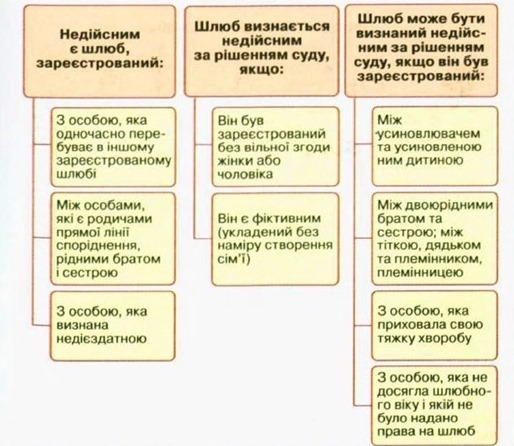 Недійсним
є шлюб,
зареєстрований:
З особою, яка
одночасно пере-
буває в іншому
зареєстрованому
шлюбі
Між особами,
які є родичами
прямої лінії
споріднення,
рідними братом
і сестрою
З особою, яка
визнана
недієздатною
Шлюб визнається
недійсним
за рішенням суду,
якщо:
Він був
зареєстрований
без вільної згоди
жінки або
чоловіка
Він є фіктивним
(укладений без
наміру створення
сім’ї)
Шлюб може бути
визнаний недійс-
ним за рішенням
суду, якщо він був
зареєстрований:
Між
усиновлювачем
та усиновленою
ним дитиною
Між двоюрідними
братом та
сестрою; між
тіткою, дядьком
та племінником,
племінницею
З особою, яка
приховала свою
тяжку хворобу
З особою, яка не
досягла шлюбно-
го віку і якій не
було надано
права на шлюб